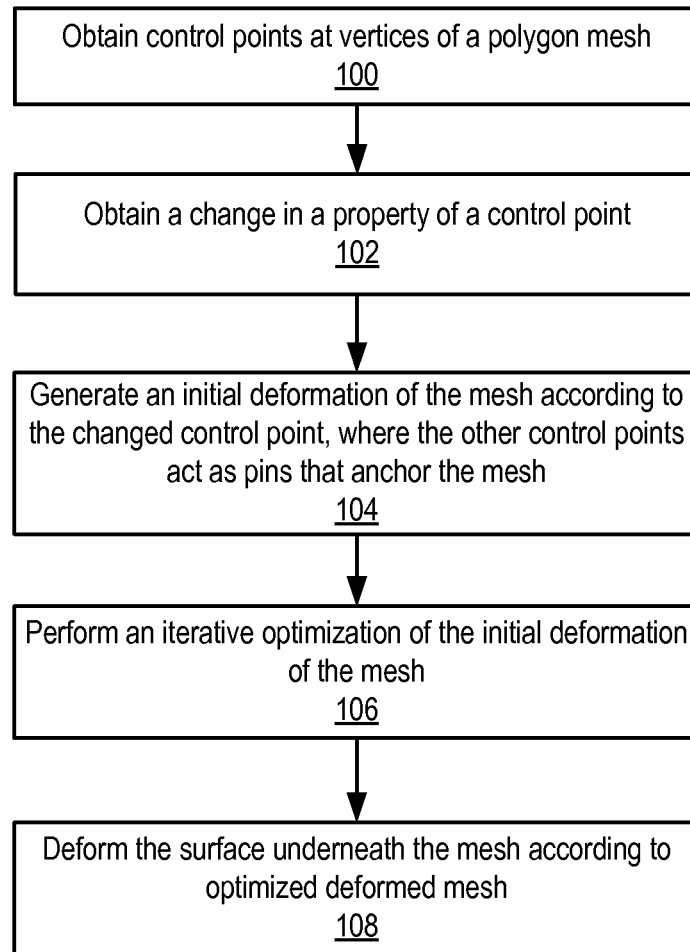 Obtain control points at vertices of a polygon mesh
100
Obtain a change in a property of a control point
102
Generate an initial deformation of the mesh according to
the changed control point, where the other control points
act as pins that anchor the mesh
104
Perform an iterative optimization of the initial deformation
of the mesh
106
Deform the surface underneath the mesh according to
optimized deformed mesh
108